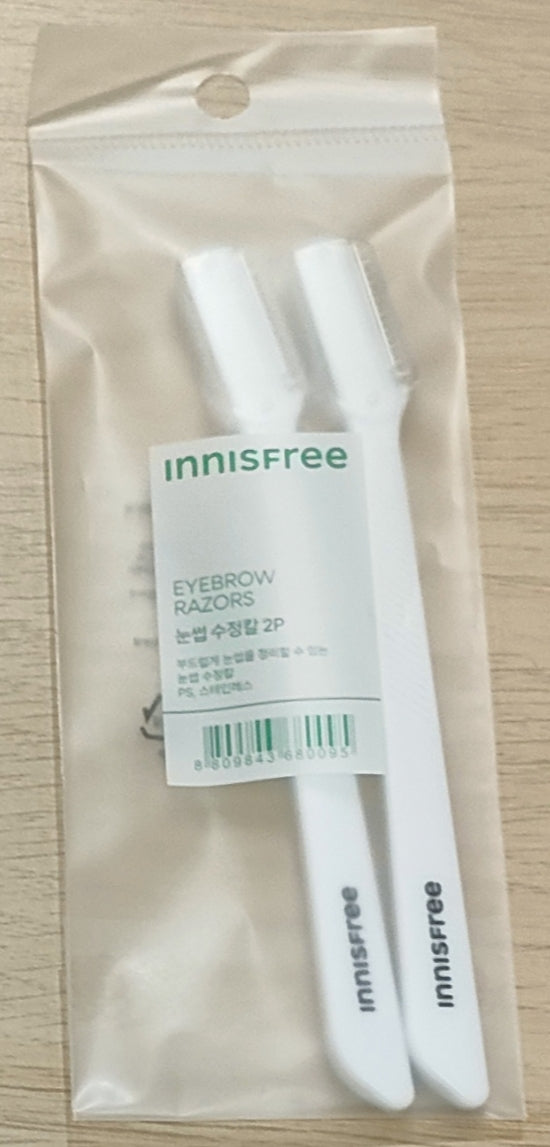 innisfree
EYEBROW
RAZORS
눈썹 수정칼 2P
부드럽게 눈썹을 정리할 수 있는
눈썹 수정칼
PS, 스테인레스
8 809843 680095
innisfree
innisfree